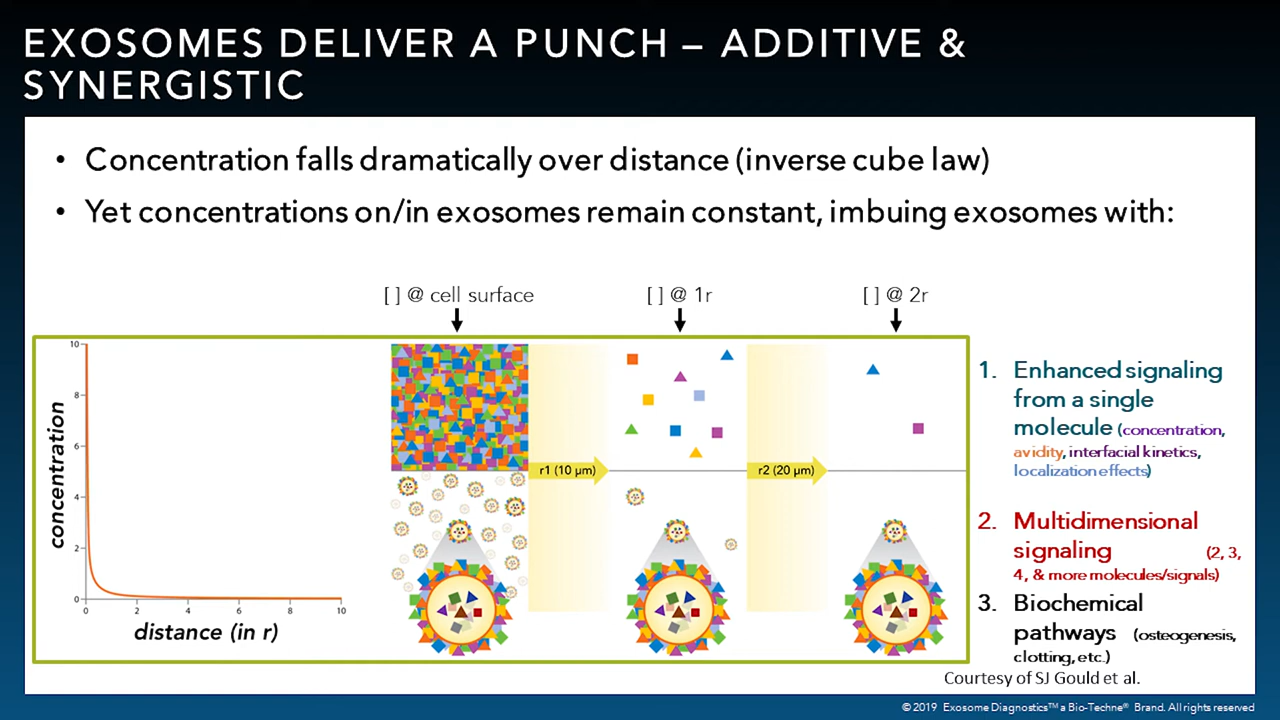 EXOSOMES DELIVER A PUNCH – ADDITIVE &
SYNERGISTIC
• Concentration falls dramatically over distance (inverse cube law)
• Yet concentrations on/in exosomes remain constant, imbuing exosomes with:
[ ] @ cell surface
[ ] @ 1r
[ ] @ 2r
concentration
10
8
6
4
2
0
0 2 4 6 8 10
distance (in r)
r1 (10 µm)
r2 (20 µm)
1. Enhanced signaling
from a single
molecule (concentration,
avidity, interfacial kinetics,
localization effects)
2. Multidimensional
signaling (2, 3,
4, & more molecules/signals)
3. Biochemical
pathways (osteogenesis,
clotting, etc.)
Courtesy of SJ Gould et al.
© 2019 Exosome Diagnostics™ a Bio-Techne® Brand. All rights reserved